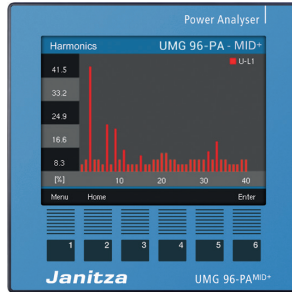 Power Analyser
Harmonics UMG 96-PA - MID+
U-L1
41.5
33.2
24.9
16.6
8.3
[%] 10 20 30 40
Menu Home Enter
1 2 3 4 5 6
Janitza UMG 96-PAMID+